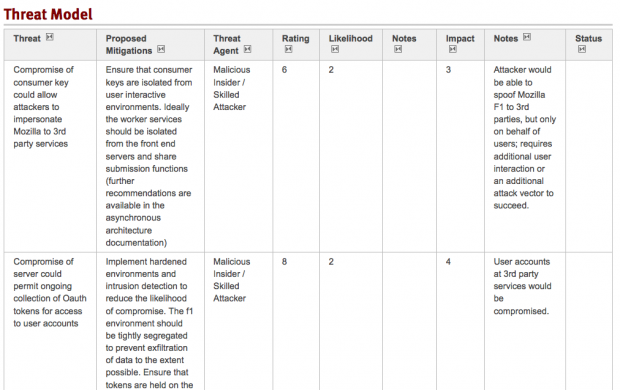 Threat Model
Threat
Proposed
Mitigations
Threat
Agent
Rating
Likelihood
Notes
Impact
Notes
Status
Compromise of
consumer key
could allow
attackers to
impersonate
Mozilla to 3rd
party services
Ensure that consumer
keys are isolated from
user interactive
environments. Ideally
the worker services
should be isolated
from the front end
servers and share
submission functions
(further
recommendations are
available in the
asynchronous
architecture
documentation)
Malicious
Insider /
Skilled
Attacker
6
2
3
Attacker would
be able to
spoof Mozilla
F1 to 3rd
parties, but only
on behalf of
users; requires
additional user
interaction or
an additional
attack vector to
succeed.
Compromise of
server could
permit ongoing
collection of Oauth
tokens for access
to user accounts
Implement hardened
environments and
intrusion detection to
reduce the likelihood
of compromise. The f1
environment should
be tightly segregated
to prevent exfiltration
of data to the extent
possible. Ensure that
tokens are held on the
Malicious
Insider /
Skilled
Attacker
8
2
4
User accounts
at 3rd party
services would
be
compromised.